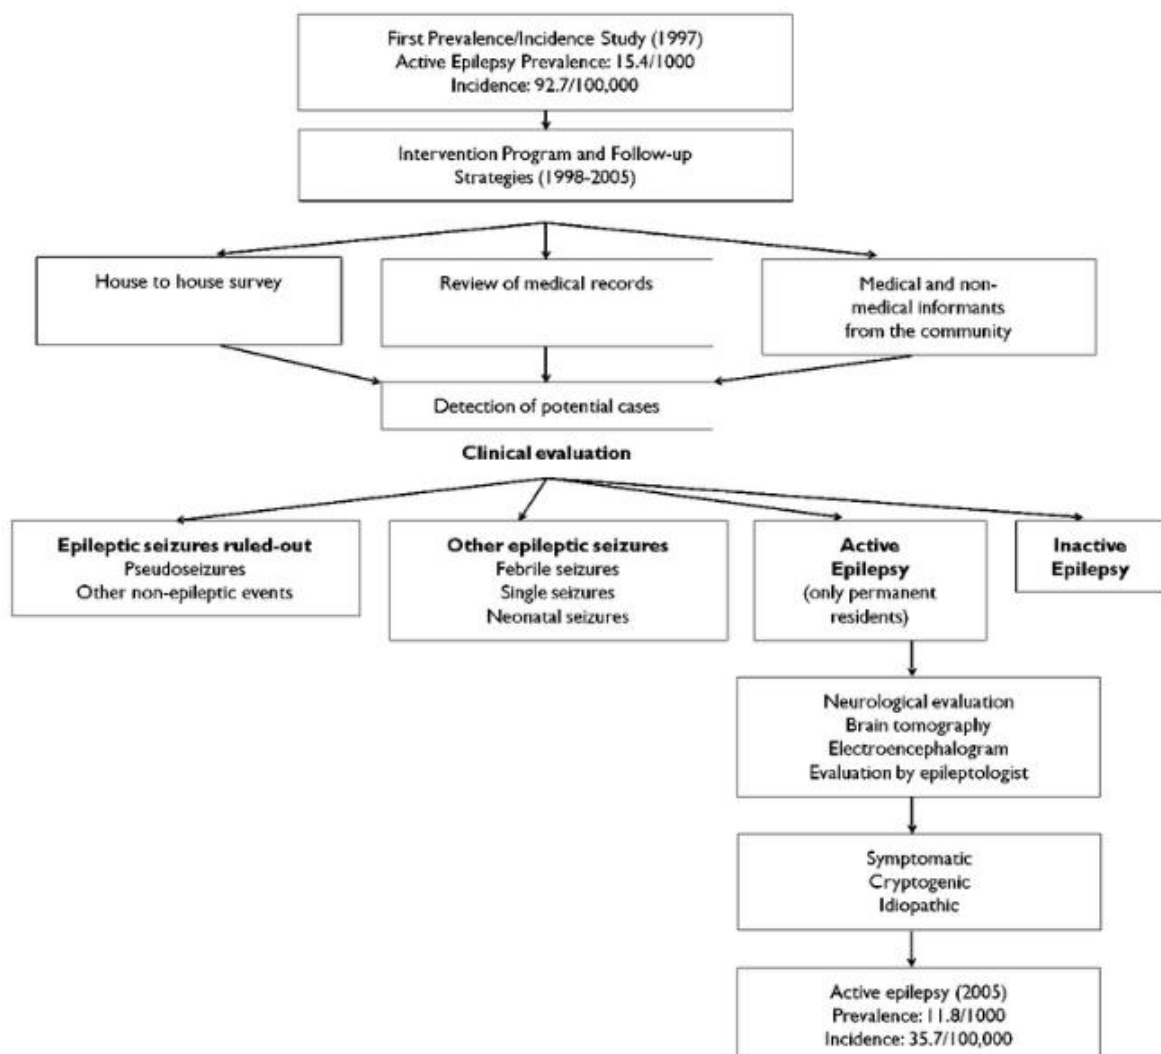 First Prevalence/Incidence Study (1997)
Active Epilepsy Prevalence: 15.4/1000
Incidence: 92.7/100,000
Intervention Program and Follow-up
Strategies (1998-2005)
House to house survey
Review of medical records
Medical and non-
medical informants
from the community
Detection of potential cases
Clinical evaluation
Epileptic seizures ruled-out
Pseudoseizures
Other non-epileptic events
Other epileptic seizures
Febrile seizures
Single seizures
Neonatal seizures
Active
Epilepsy
(only permanent
residents)
Inactive
Epilepsy
Neurological evaluation
Brain tomography
Electroencephalogram
Evaluation by epileptologist
Symptomatic
Cryptogenic
Idiopathic
Active epilepsy (2005)
Prevalence: 11.8/1000
Incidence: 35.7/100,000